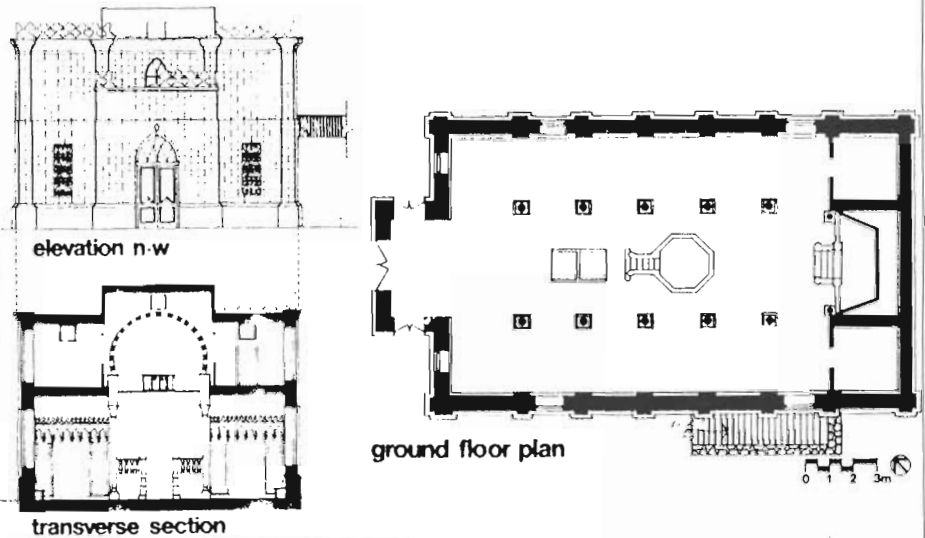 elevation n·w
transverse section
ground floor plan
0 1 2 3m